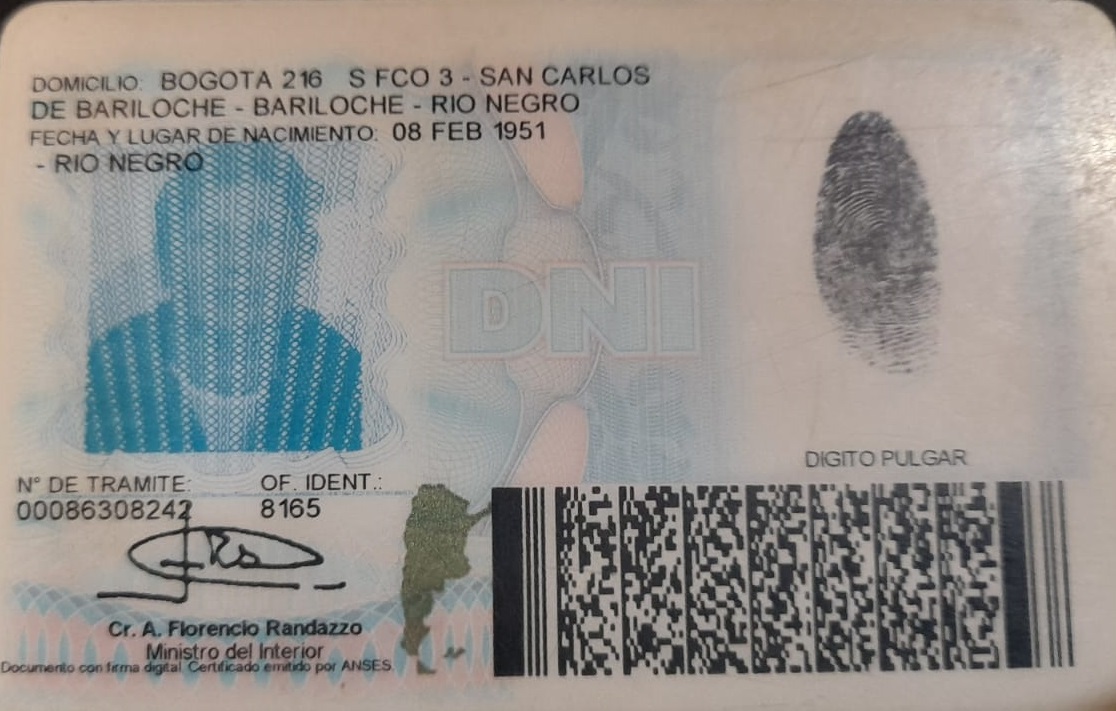 DOMICILIO: BOGOTA 216 S FCO 3 - SAN CARLOS
DE BARILOCHE - BARILOCHE - RIO NEGRO
FECHA Y LUGAR DE NACIMIENTO: 08 FEB 1951
- RIO NEGRO
DNI
DIGITO PULGAR
N° DE TRAMITE: OF. IDENT.:
00086308242 8165
Cr. A. Florencio Randazzo
Ministro del Interior
Documento con firma digital. Certificado emitido por ANSES.